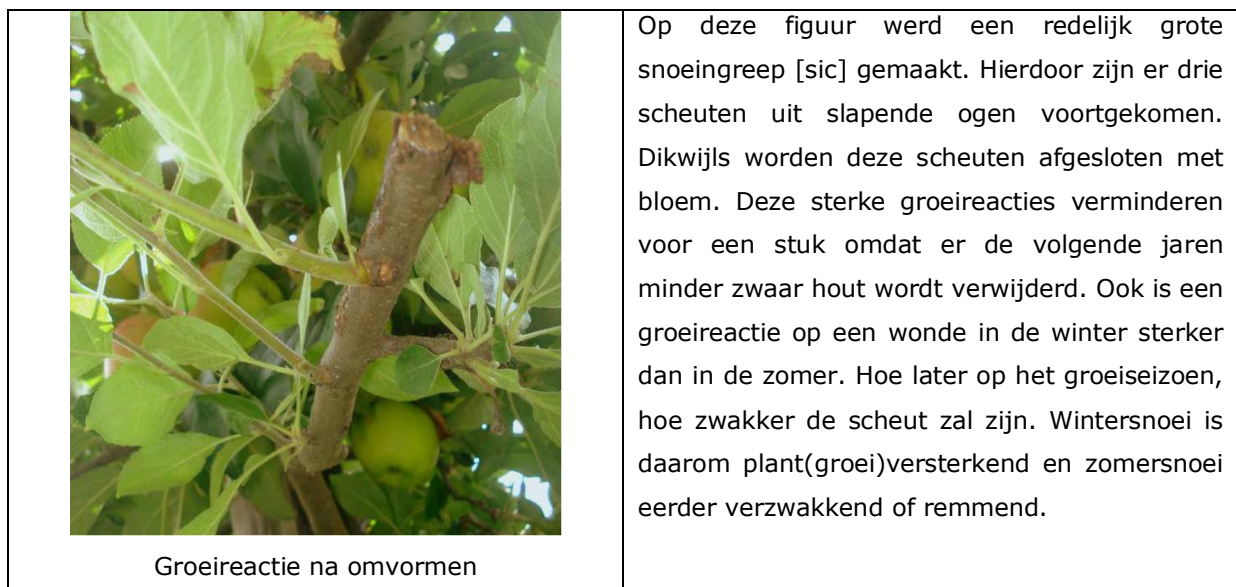 Op deze figuur werd een redelijk grote
snoeingreep [sic] gemaakt. Hierdoor zijn er drie
scheuten uit slapende ogen voortgekomen.
Dikwijls worden deze scheuten afgesloten met
bloem. Deze sterke groeireacties verminderen
voor een stuk omdat er de volgende jaren
minder zwaar hout wordt verwijderd. Ook is een
groeireactie op een wonde in de winter sterker
dan in de zomer. Hoe later op het groeiseizoen,
hoe zwakker de scheut zal zijn. Wintersnoei is
daarom plant(groei)versterkend en zomersnoei
eerder verzwakkend of remmend.
Groeireactie na omvormen